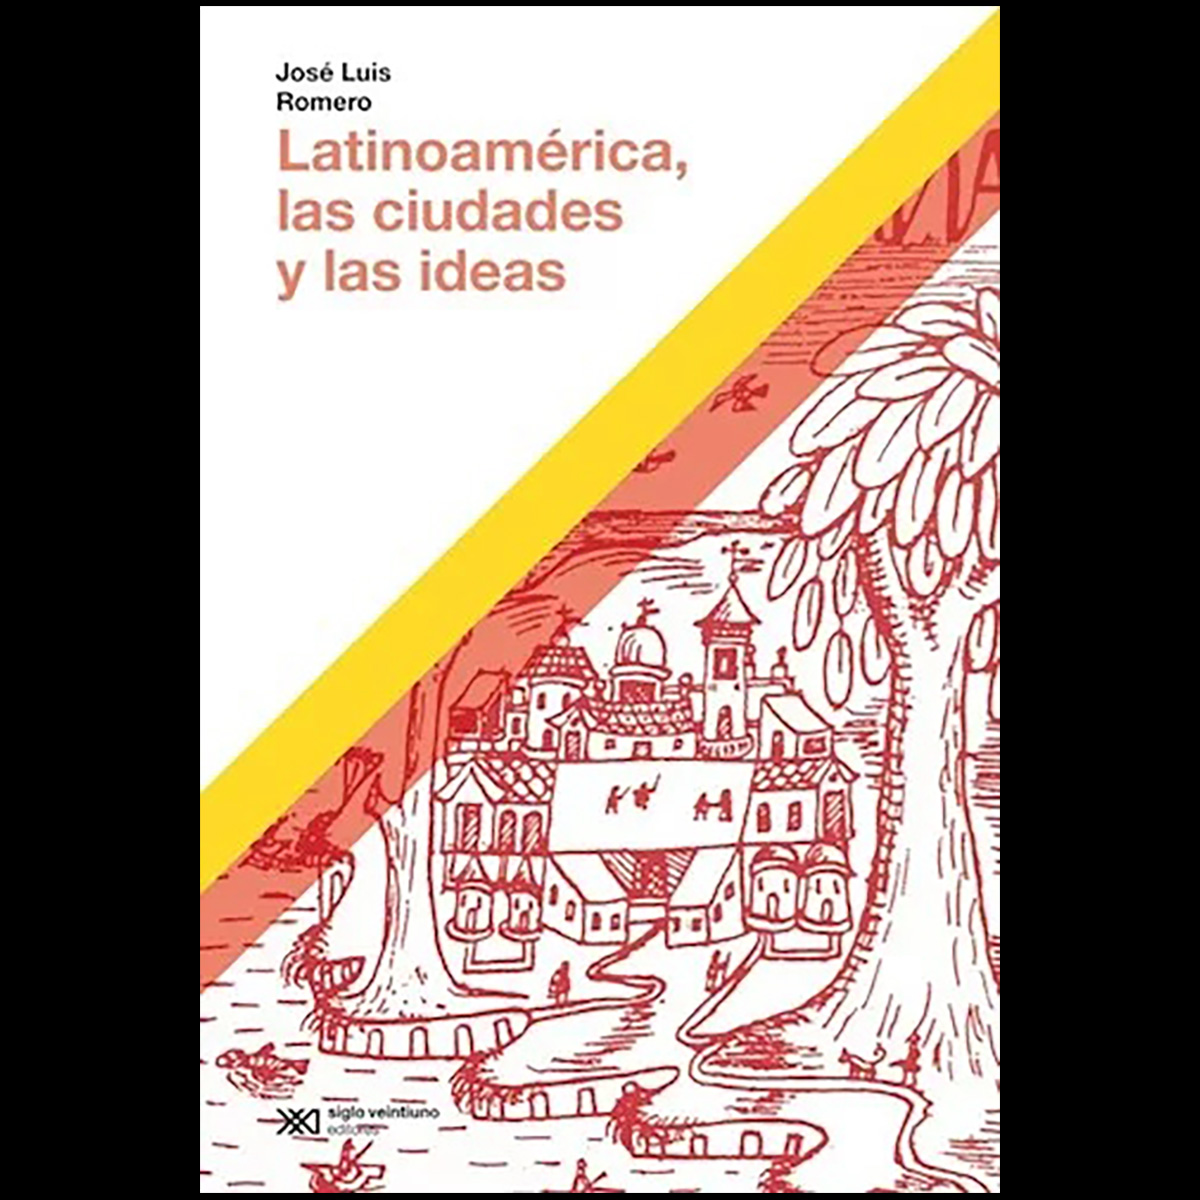 José Luis
Romero
Latinoamérica,
las ciudades
y las ideas
siglo veintiuno
editores